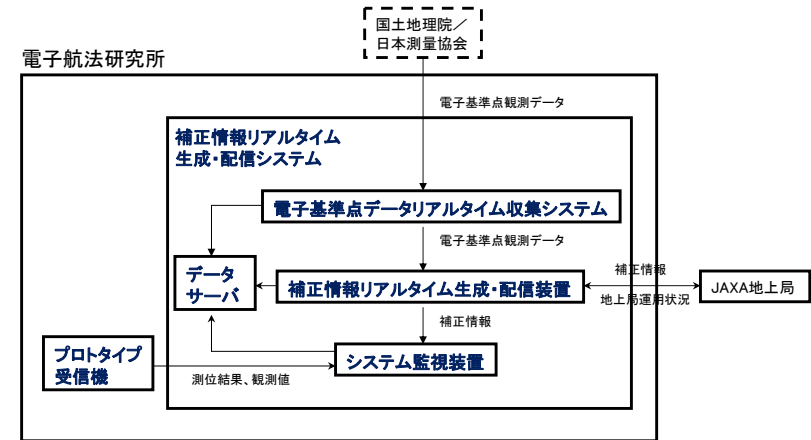 国土地理院／
日本測量協会
電子航法研究所
電子基準点観測データ
補正情報リアルタイム
生成・配信システム
電子基準点データリアルタイム収集システム
電子基準点観測データ
データ
サーバ
補正情報リアルタイム生成・配信装置
補正情報
地上局運用状況
JAXA地上局
補正情報
プロトタイプ
受信機
システム監視装置
測位結果、観測値